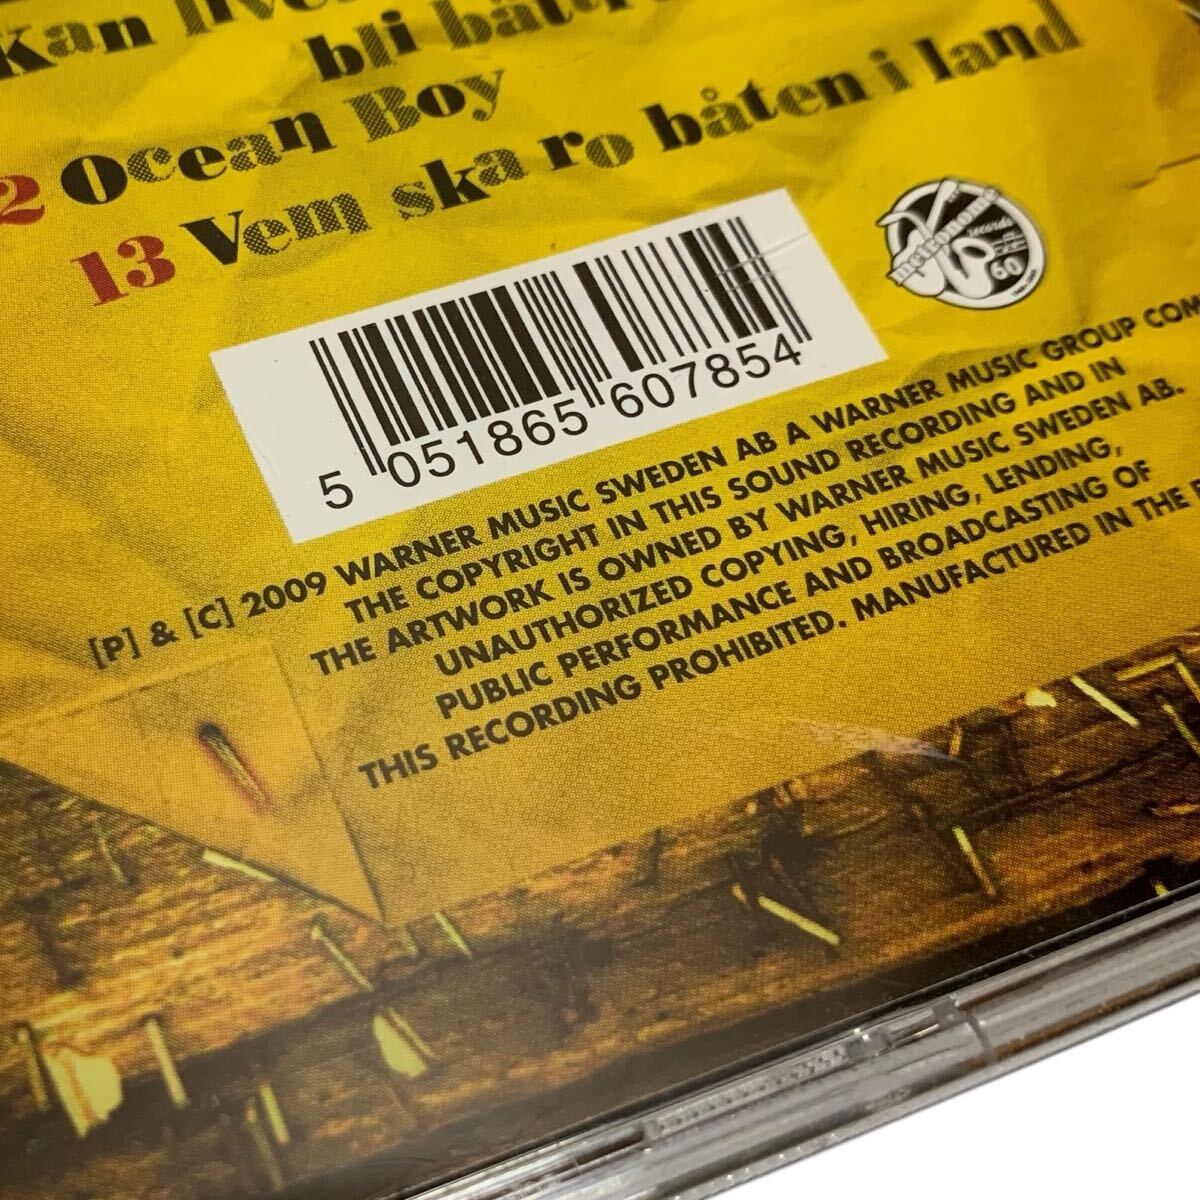 Kan
bli
2 Ocean Boy
13 Vem ska ro båten i land
metronome
records
60
5 051865 607854
[P] & [C] 2009 WARNER MUSIC SWEDEN AB A WARNER MUSIC GROUP COM
THE COPYRIGHT IN THIS SOUND RECORDING AND IN
THE ARTWORK IS OWNED BY WARNER MUSIC SWEDEN AB.
UNAUTHORIZED COPYING, HIRING, LENDING,
PUBLIC PERFORMANCE AND BROADCASTING OF
THIS RECORDING PROHIBITED. MANUFACTURED IN THE